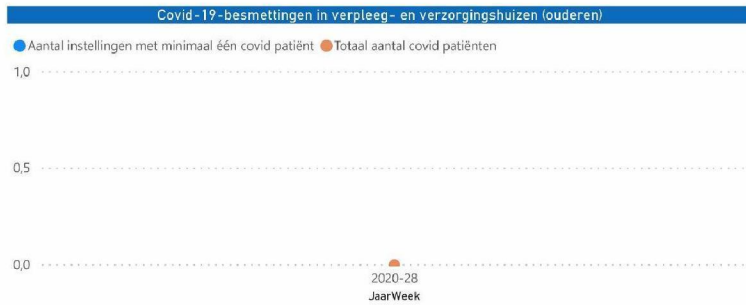 Covid-19-besmettingen in verpleeg- en verzorgingshuizen (ouderen)
Aantal instellingen met minimaal één covid patiënt Totaal aantal covid patiënten
1,0
0,5
0,0
2020-28
JaarWeek